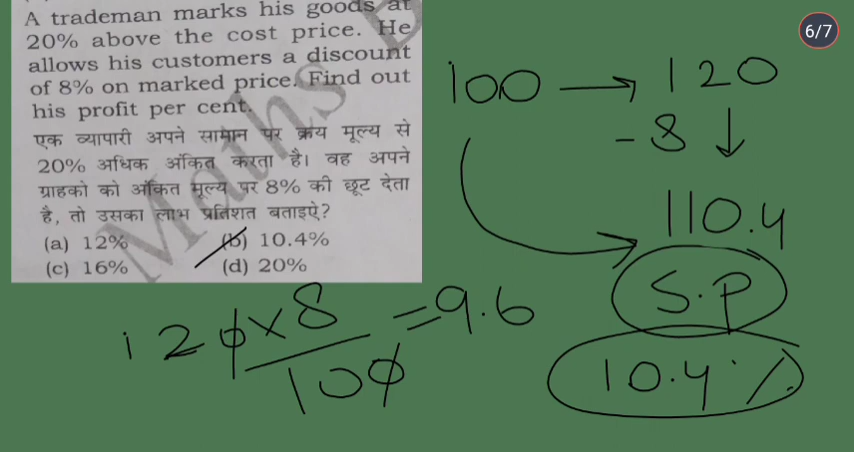 A trademan marks his goods at
20% above the cost price. He
allows his customers a discount
of 8% on marked price. Find out
his profit per cent.
एक व्यापारी अपने सामान पर क्रय मूल्य से
20% अधिक अंकित करता है। वह अपने
ग्राहको को अंकित मूल्य पर 8% की छूट देता
है, तो उसका लाभ प्रतिशत बताइऐ?
(a) 12% (b) 10.4%
(c) 16% (d) 20%
Maths B
6/7
100 → 120
- 8 ↓
110.4
S.P
10.4%
120×8/100 = 9.6